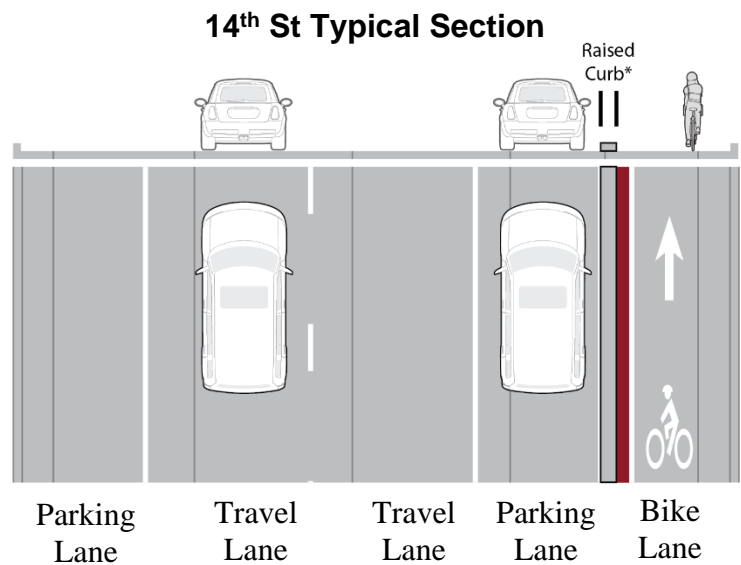 14th St Typical Section
Raised
Curb*
Parking
Lane
Travel
Lane
Travel
Lane
Parking
Lane
Bike
Lane